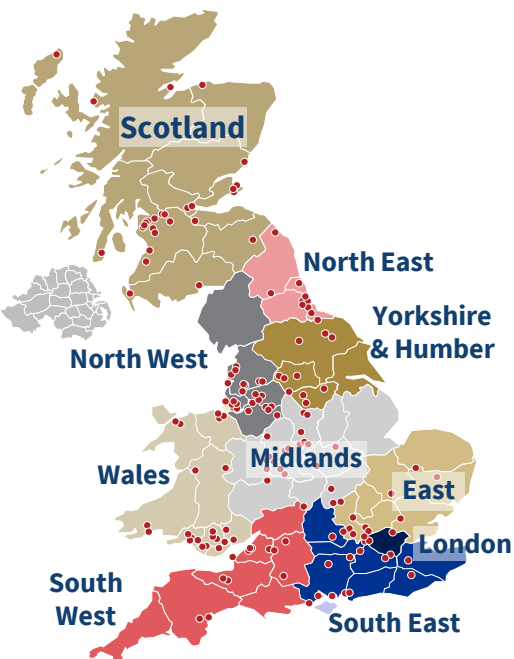 Scotland
North East
Yorkshire
& Humber
North West
Midlands
Wales
East
London
South
West
South East